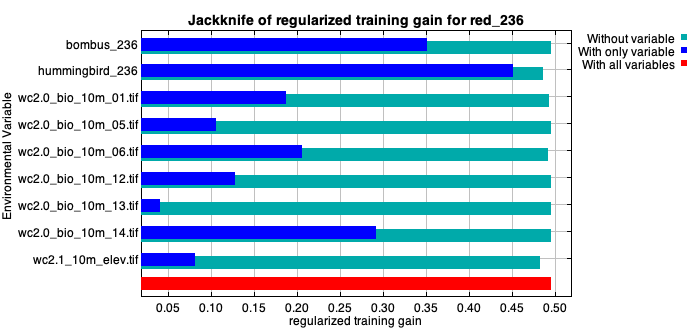 Jackknife of regularized training gain for red_236
Without variable
With only variable
With all variables
Environmental Variable
bombus_236
hummingbird_236
wc2.0_bio_10m_01.tif
wc2.0_bio_10m_05.tif
wc2.0_bio_10m_06.tif
wc2.0_bio_10m_12.tif
wc2.0_bio_10m_13.tif
wc2.0_bio_10m_14.tif
wc2.1_10m_elev.tif
0.05 0.10 0.15 0.20 0.25 0.30 0.35 0.40 0.45 0.50
regularized training gain